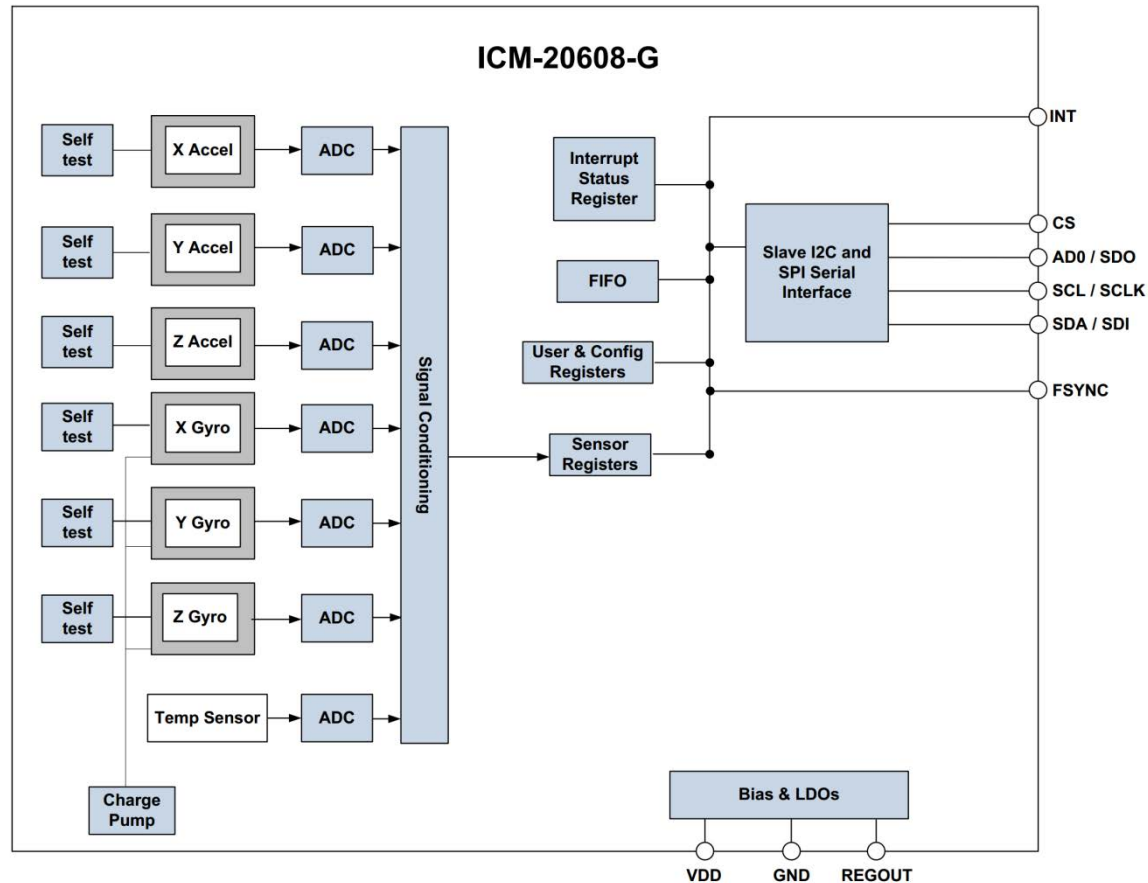 ICM-20608-G
Self
test
X Accel
ADC
Self
test
Y Accel
ADC
Self
test
Z Accel
ADC
Self
test
X Gyro
ADC
Self
test
Y Gyro
ADC
Self
test
Z Gyro
ADC
Temp Sensor
ADC
Charge
Pump
Signal Conditioning
Interrupt
Status
Register
FIFO
User & Config
Registers
Sensor
Registers
Slave I2C and
SPI Serial
Interface
INT
CS
AD0 / SDO
SCL / SCLK
SDA / SDI
FSYNC
Bias & LDOs
VDD
GND
REGOUT